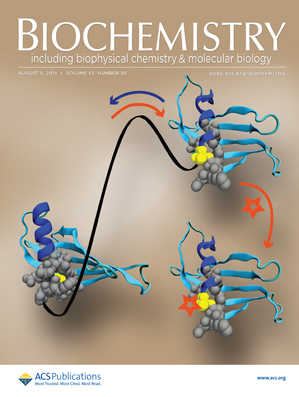 BIOCHEMISTRY
including biophysical chemistry & molecular biology
AUGUST 5, 2014 • VOLUME 53 NUMBER 30
pubs.acs.org/biochemistry
ACS Publications
Most Trusted. Most Cited. Most Read.
www.acs.org